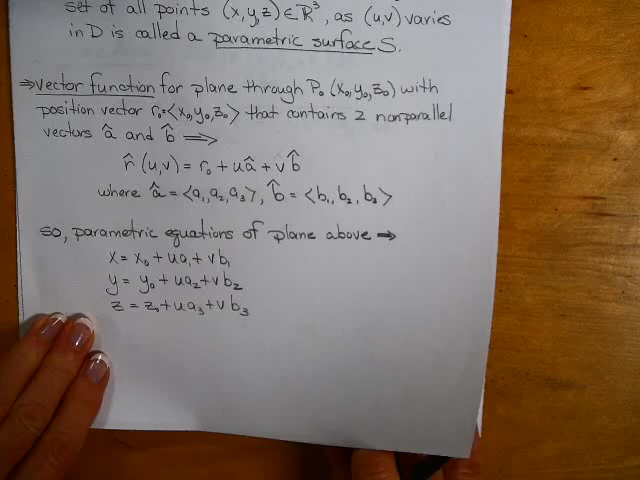 set of all points (x,y,z) ∈ ℝ³, as (u,v) varies
in D is called a parametric surface S.
⇒ vector function for plane through P₀ (x₀,y₀,z₀) with
position vector r₀=<x₀,y₀,z₀> that contains 2 nonparallel
vectors â and b̂ ⇒
r̂ (u,v) = r₀ + uâ + v b̂
where â = <a₁,a₂,a₃>, b̂ = <b₁,b₂,b₃>
so, parametric equations of plane above →
x = x₀ + ua₁ + vb₁
y = y₀ + ua₂ + vb₂
z = z₀ + ua₃ + vb₃